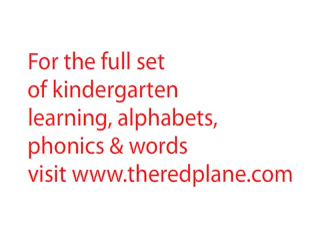 For the full set
of kindergarten
learning, alphabets,
phonics & words
visit www.theredplane.com